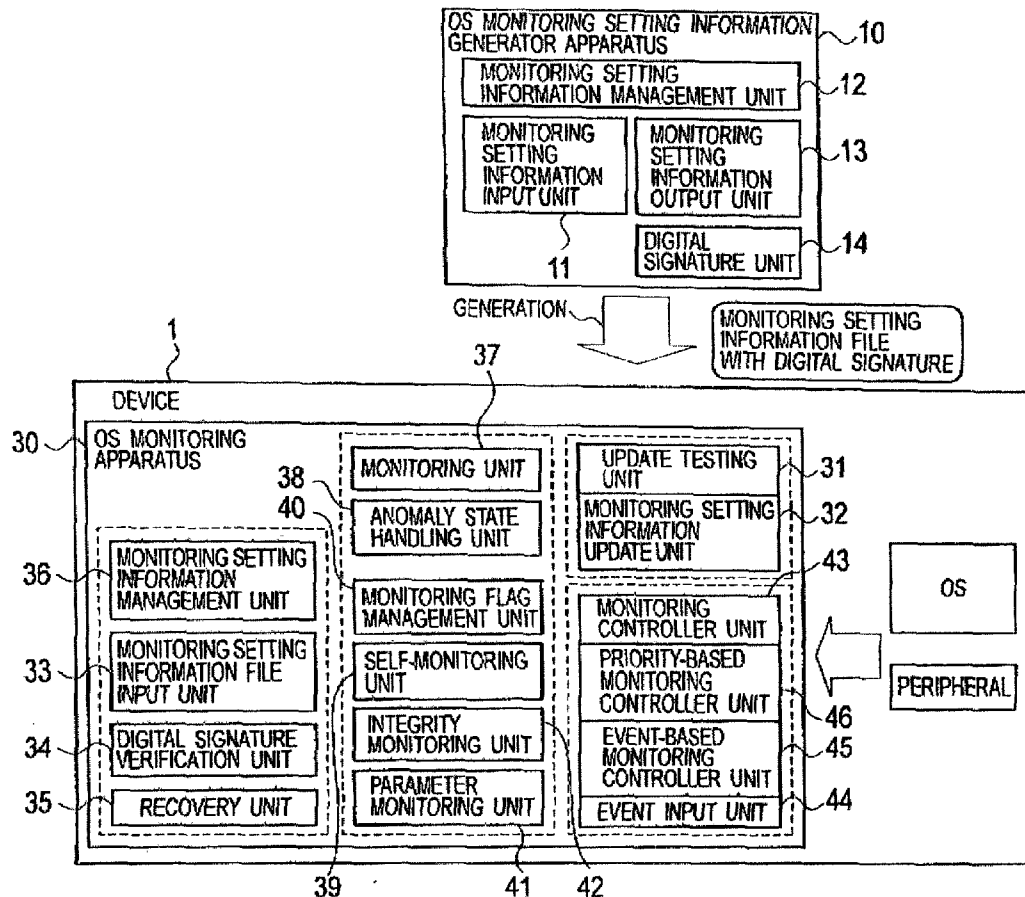 OS MONITORING SETTING INFORMATION
GENERATOR APPARATUS
10
MONITORING SETTING
INFORMATION MANAGEMENT UNIT
12
MONITORING
SETTING
INFORMATION
INPUT UNIT
11
MONITORING
SETTING
INFORMATION
OUTPUT UNIT
13
DIGITAL
SIGNATURE UNIT
14
GENERATION
MONITORING SETTING
INFORMATION FILE
WITH DIGITAL SIGNATURE
1
DEVICE
30
OS MONITORING
APPARATUS
36
MONITORING SETTING
INFORMATION
MANAGEMENT UNIT
33
MONITORING SETTING
INFORMATION FILE
INPUT UNIT
34
DIGITAL SIGNATURE
VERIFICATION UNIT
35
RECOVERY UNIT
37
MONITORING UNIT
38
ANOMALY STATE
HANDLING UNIT
40
MONITORING FLAG
MANAGEMENT UNIT
SELF-MONITORING
UNIT
39
INTEGRITY
MONITORING UNIT
42
PARAMETER
MONITORING UNIT
41
UPDATE TESTING
UNIT
31
MONITORING SETTING
INFORMATION
UPDATE UNIT
32
43
MONITORING
CONTROLLER UNIT
PRIORITY-BASED
MONITORING
CONTROLLER UNIT
46
EVENT-BASED
MONITORING
CONTROLLER UNIT
45
EVENT INPUT UNIT
44
OS
PERIPHERAL